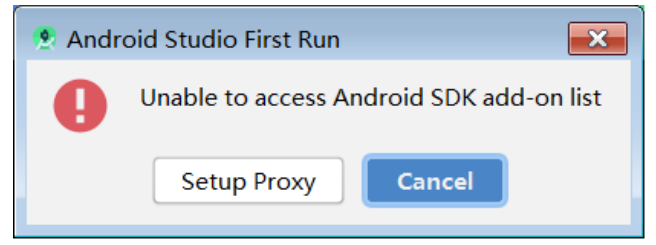 Android Studio First Run
Unable to access Android SDK add-on list
Setup Proxy
Cancel